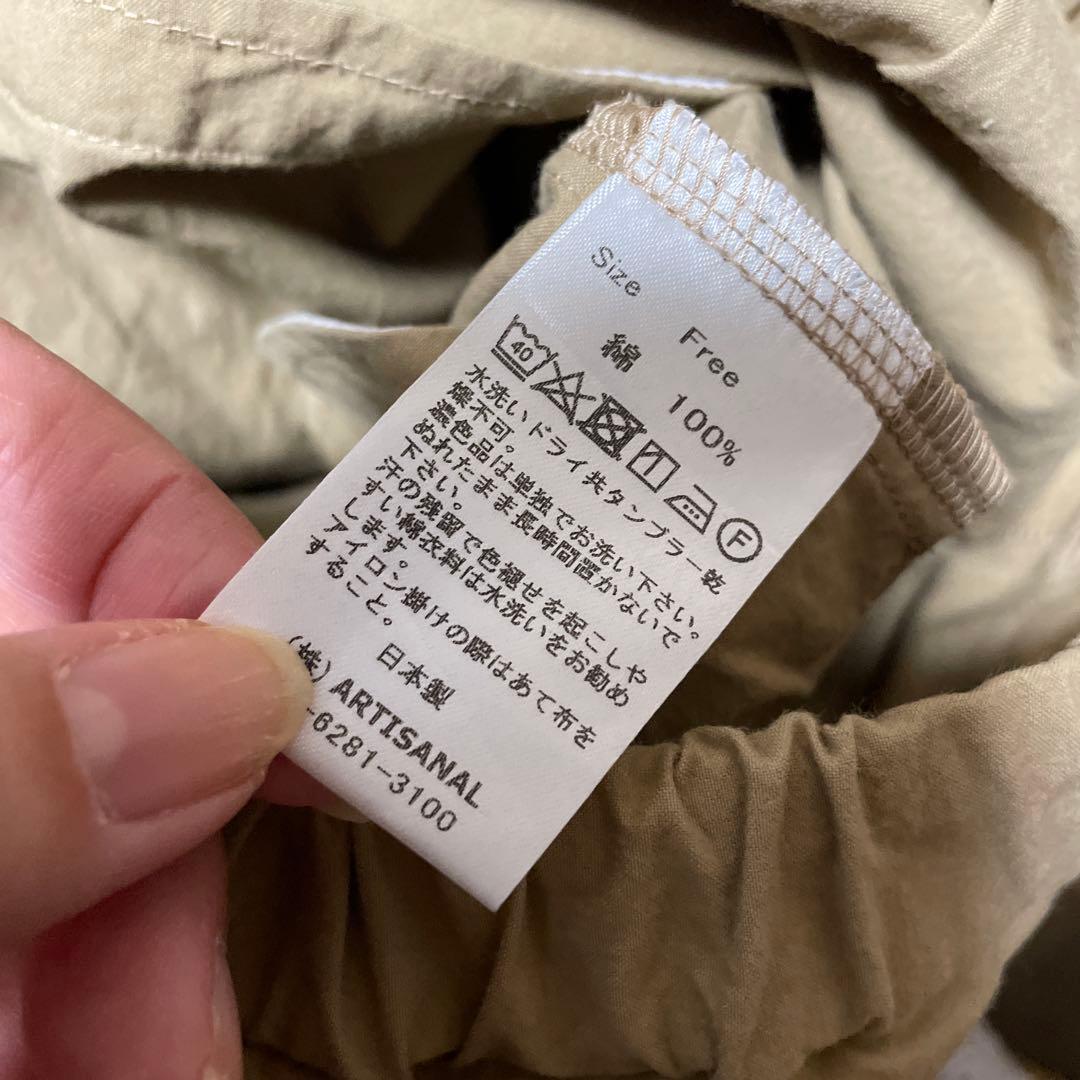 Size Free
綿 100%
40 F
水洗いドライ共タンブラー乾
燥不可。
濃色品は単独でお洗い下さい。
ぬれたまま長時間置かないで
下さい。
汗の残留で色褪せを起こしや
すい綿衣料は水洗いをお勧め
します。
アイロン掛けの際はあて布を
すること。
日本製
(株) ARTISANAL
-6281-3100